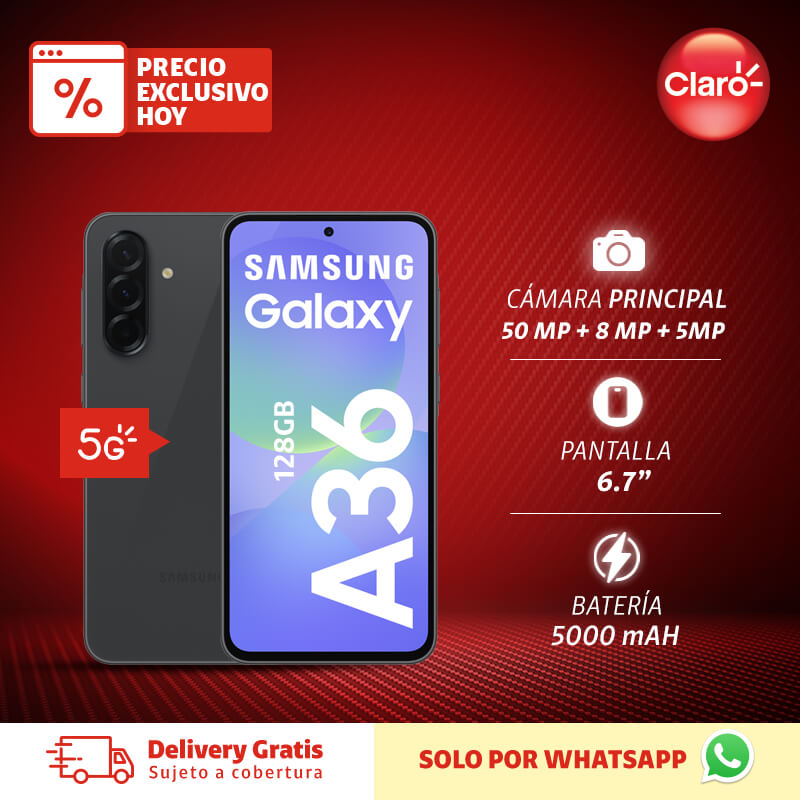 %
PRECIO
EXCLUSIVO
HOY
Claro
SAMSUNG
Galaxy
128GB
A36
5G
SAMSUNG
CÁMARA PRINCIPAL
50 MP + 8 MP + 5MP
PANTALLA
6.7”
BATERÍA
5000 mAH
Delivery Gratis
Sujeto a cobertura
SOLO POR WHATSAPP